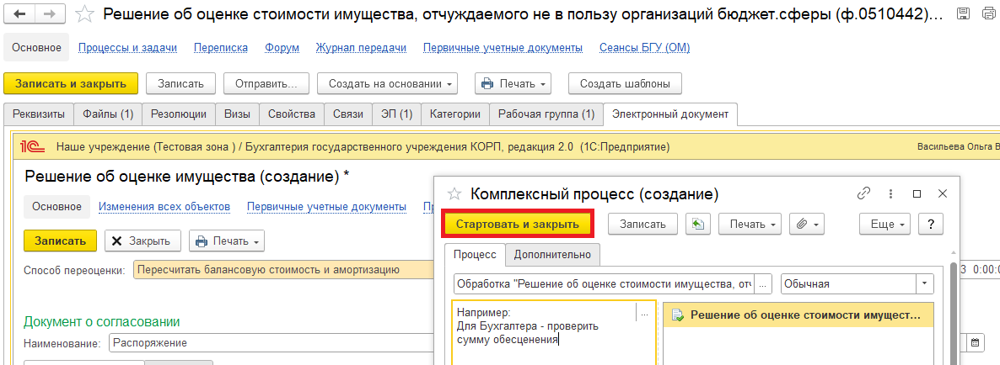 Решение об оценке стоимости имущества, отчуждаемого не в пользу организаций бюджет.сферы (ф.0510442)...
Основное Процессы и задачи Переписка Форум Журнал передачи Первичные учетные документы Сеансы БГУ (ОМ)
Записать и закрыть Записать Отправить... Создать на основании Печать Создать шаблоны
Реквизиты Файлы (1) Резолюции Визы Свойства Связи ЭП (1) Категории Рабочая группа (1) Электронный документ
1С Наше учреждение (Тестовая зона ) / Бухгалтерия государственного учреждения КОРП, редакция 2.0 (1С:Предприятие) Васильева Ольга В
Решение об оценке имущества (создание) *
Основное Изменения всех объектов Первичные учетные документы
Записать Закрыть Печать
Способ переоценки: Пересчитать балансовую стоимость и амортизацию
3 0:00:0
Документ о согласовании
Наименование: Распоряжение
Комплексный процесс (создание)
Стартовать и закрыть Записать Печать Еще ?
Процесс Дополнительно
Обработка "Решение об оценке стоимости имущества, отч ... Обычная
Например: ...
Для Бухгалтера - проверить
сумму обесценения
Решение об оценке стоимости имущест...